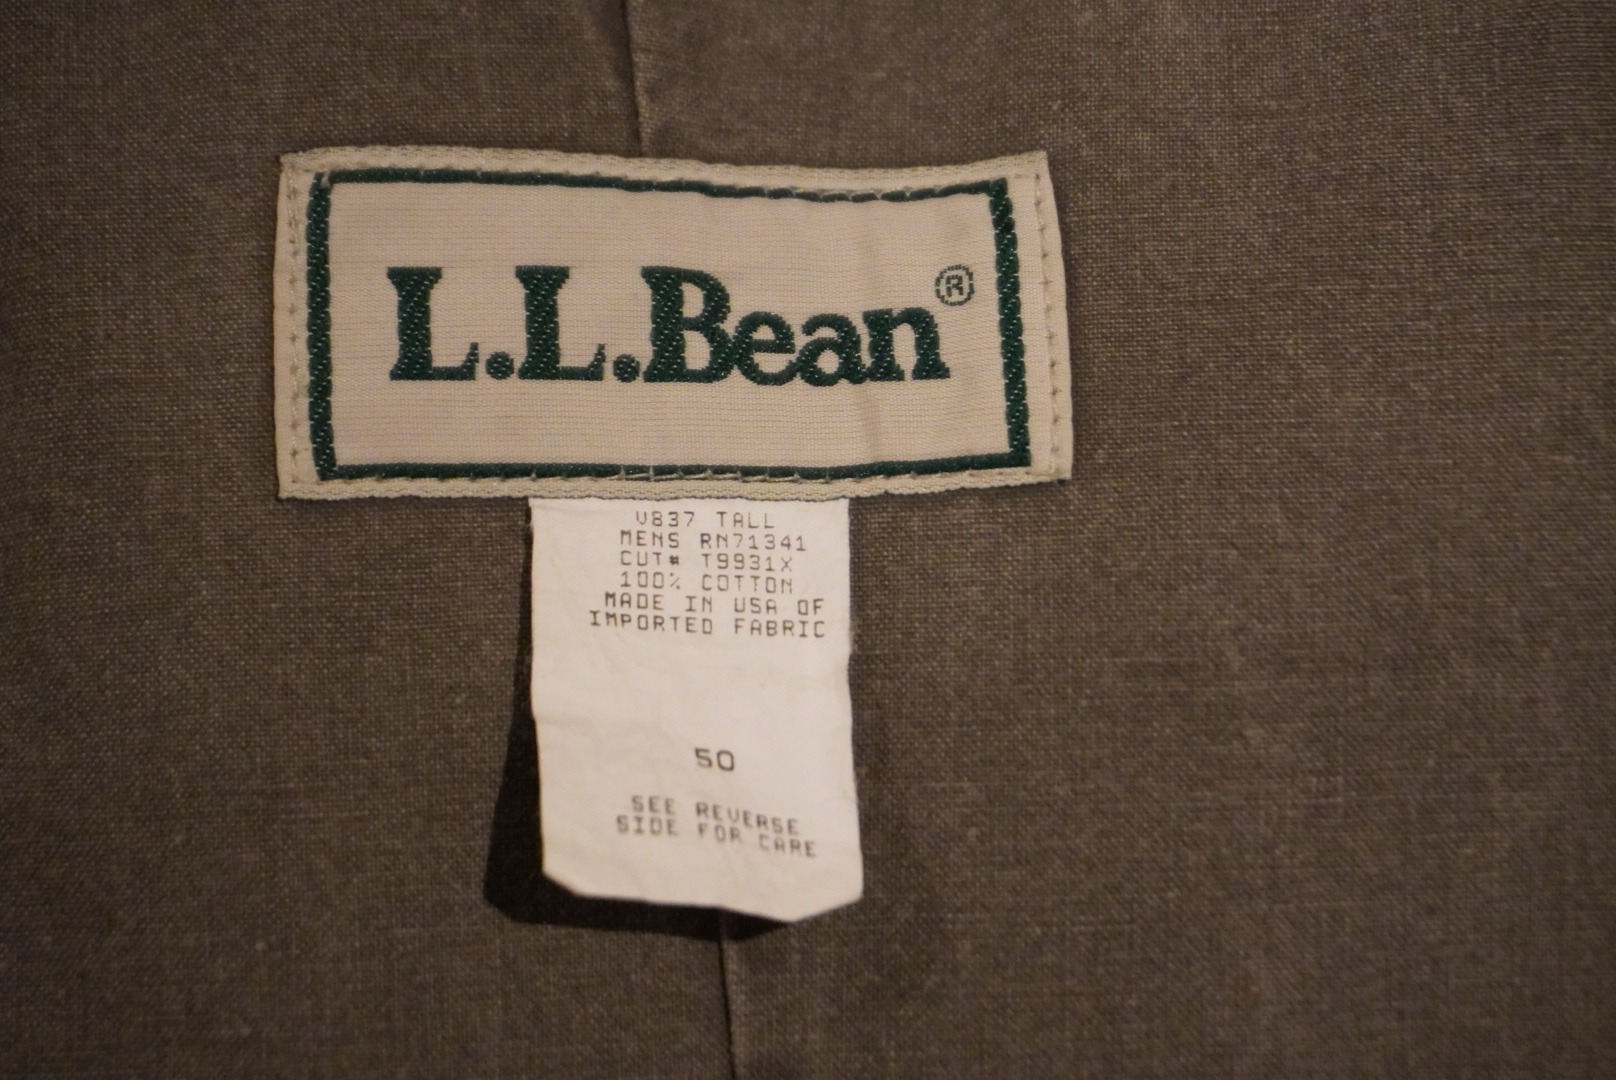 L.L.Bean®
V837 TALL
MENS RN71341
CUT# T9931X
100% COTTON
MADE IN USA OF
IMPORTED FABRIC
50
SEE REVERSE
SIDE FOR CARE